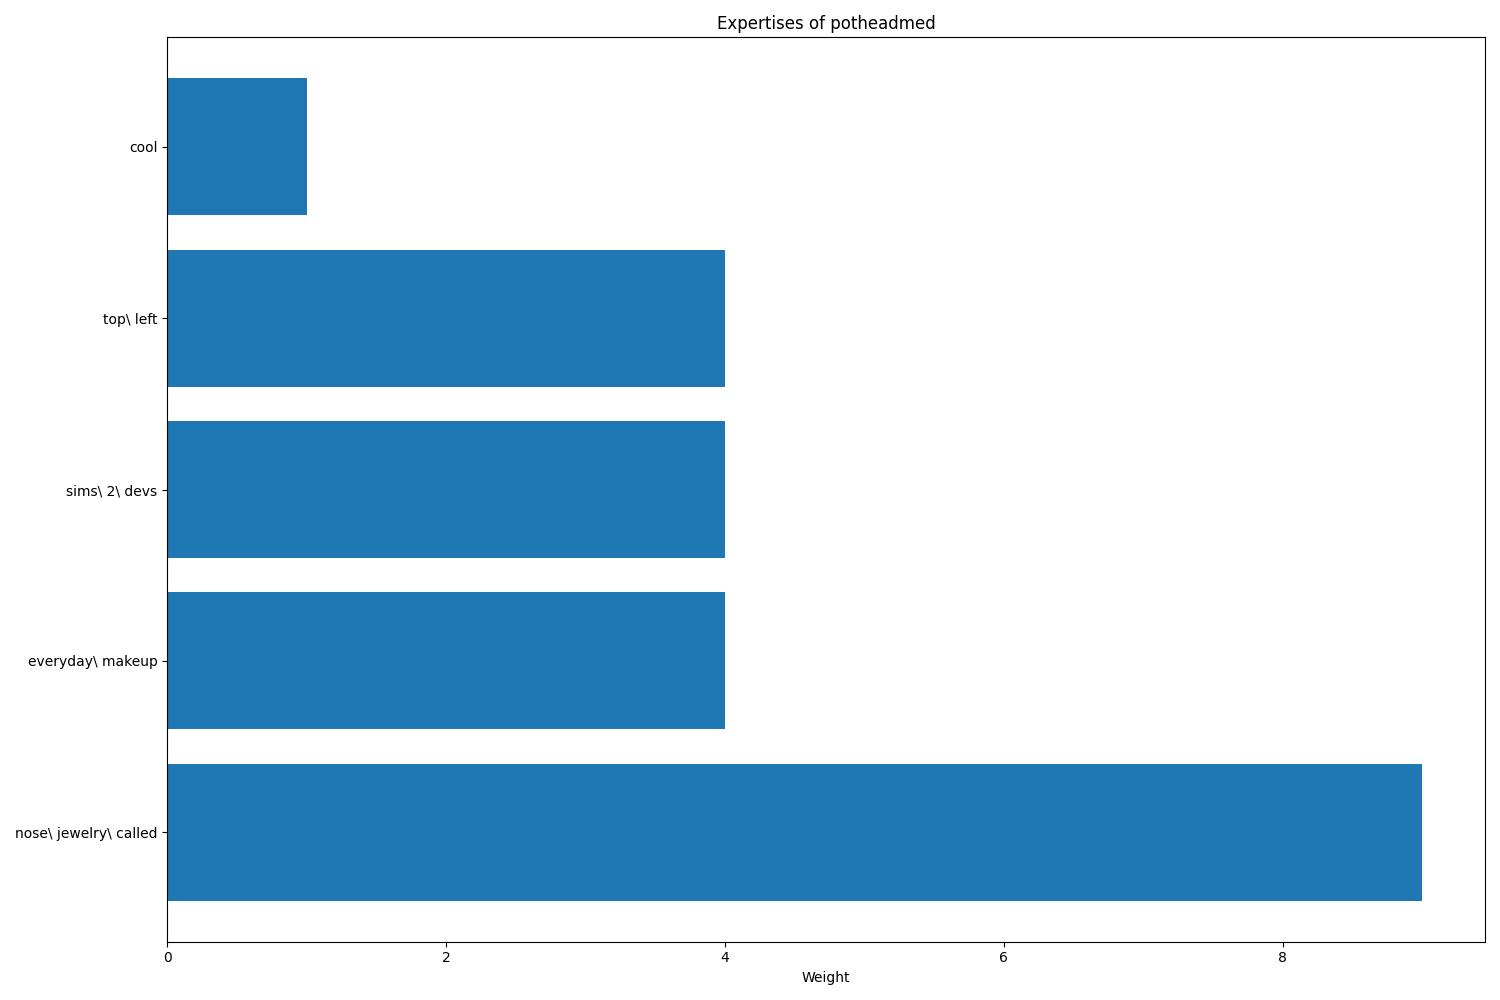 Expertises of potheadmed
cool
top\ left
sims\ 2\ devs
everyday\ makeup
nose\ jewelry\ called
0 2 4 6 8
Weight